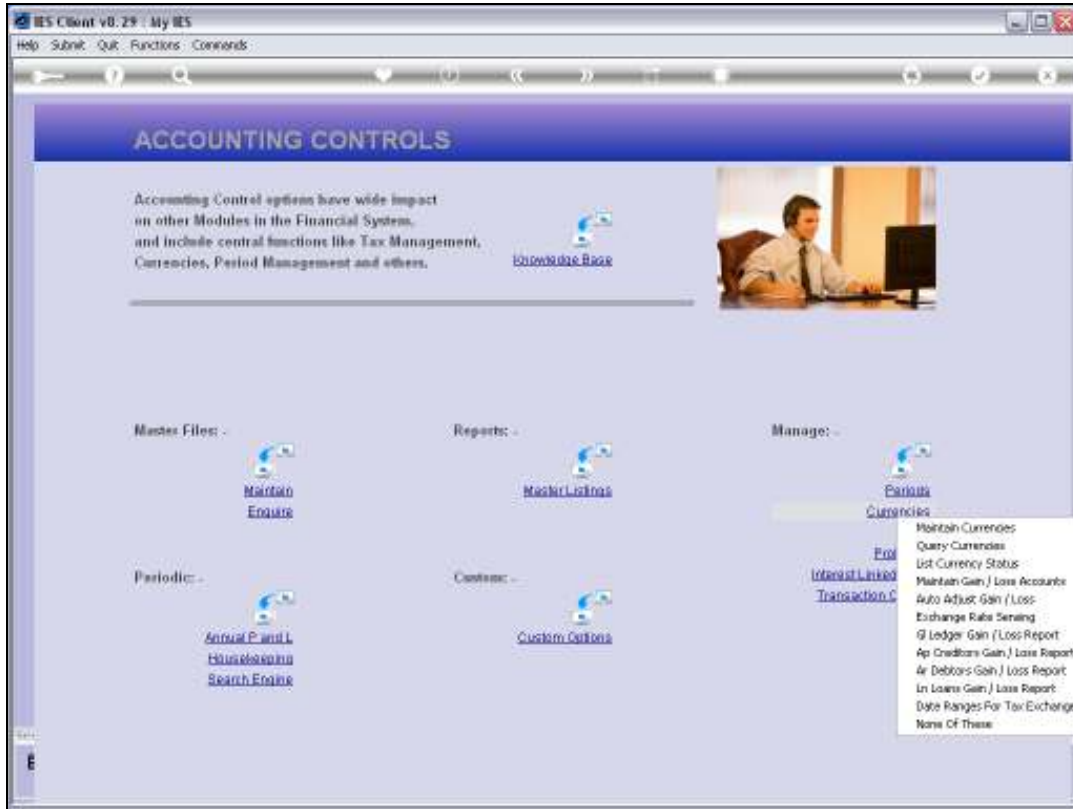 IES Client v8.29 : My IES
Help Submit Quit Functions Commands
ACCOUNTING CONTROLS
Accounting Control options have wide impact
on other Modules in the Financial System,
and include central functions like Tax Management,
Currencies, Period Management and others.
Knowledge Base
Master Files: -
Maintain
Enquire
Reports: -
Master Listings
Manage: -
Periods
Currencies
Interest Linked
Transaction C
Maintain Currencies
Query Currencies
List Currency Status
Maintain Gain / Loss Accounts
Auto Adjust Gain / Loss
Exchange Rate Sensing
Gl Ledger Gain / Loss Report
Ap Creditors Gain / Loss Report
Ar Debtors Gain / Loss Report
Ln Loans Gain / Loss Report
Date Ranges For Tax Exchange
None Of These
Periodic: -
Annual P and L
Housekeeping
Search Engine
Custom: -
Custom Options